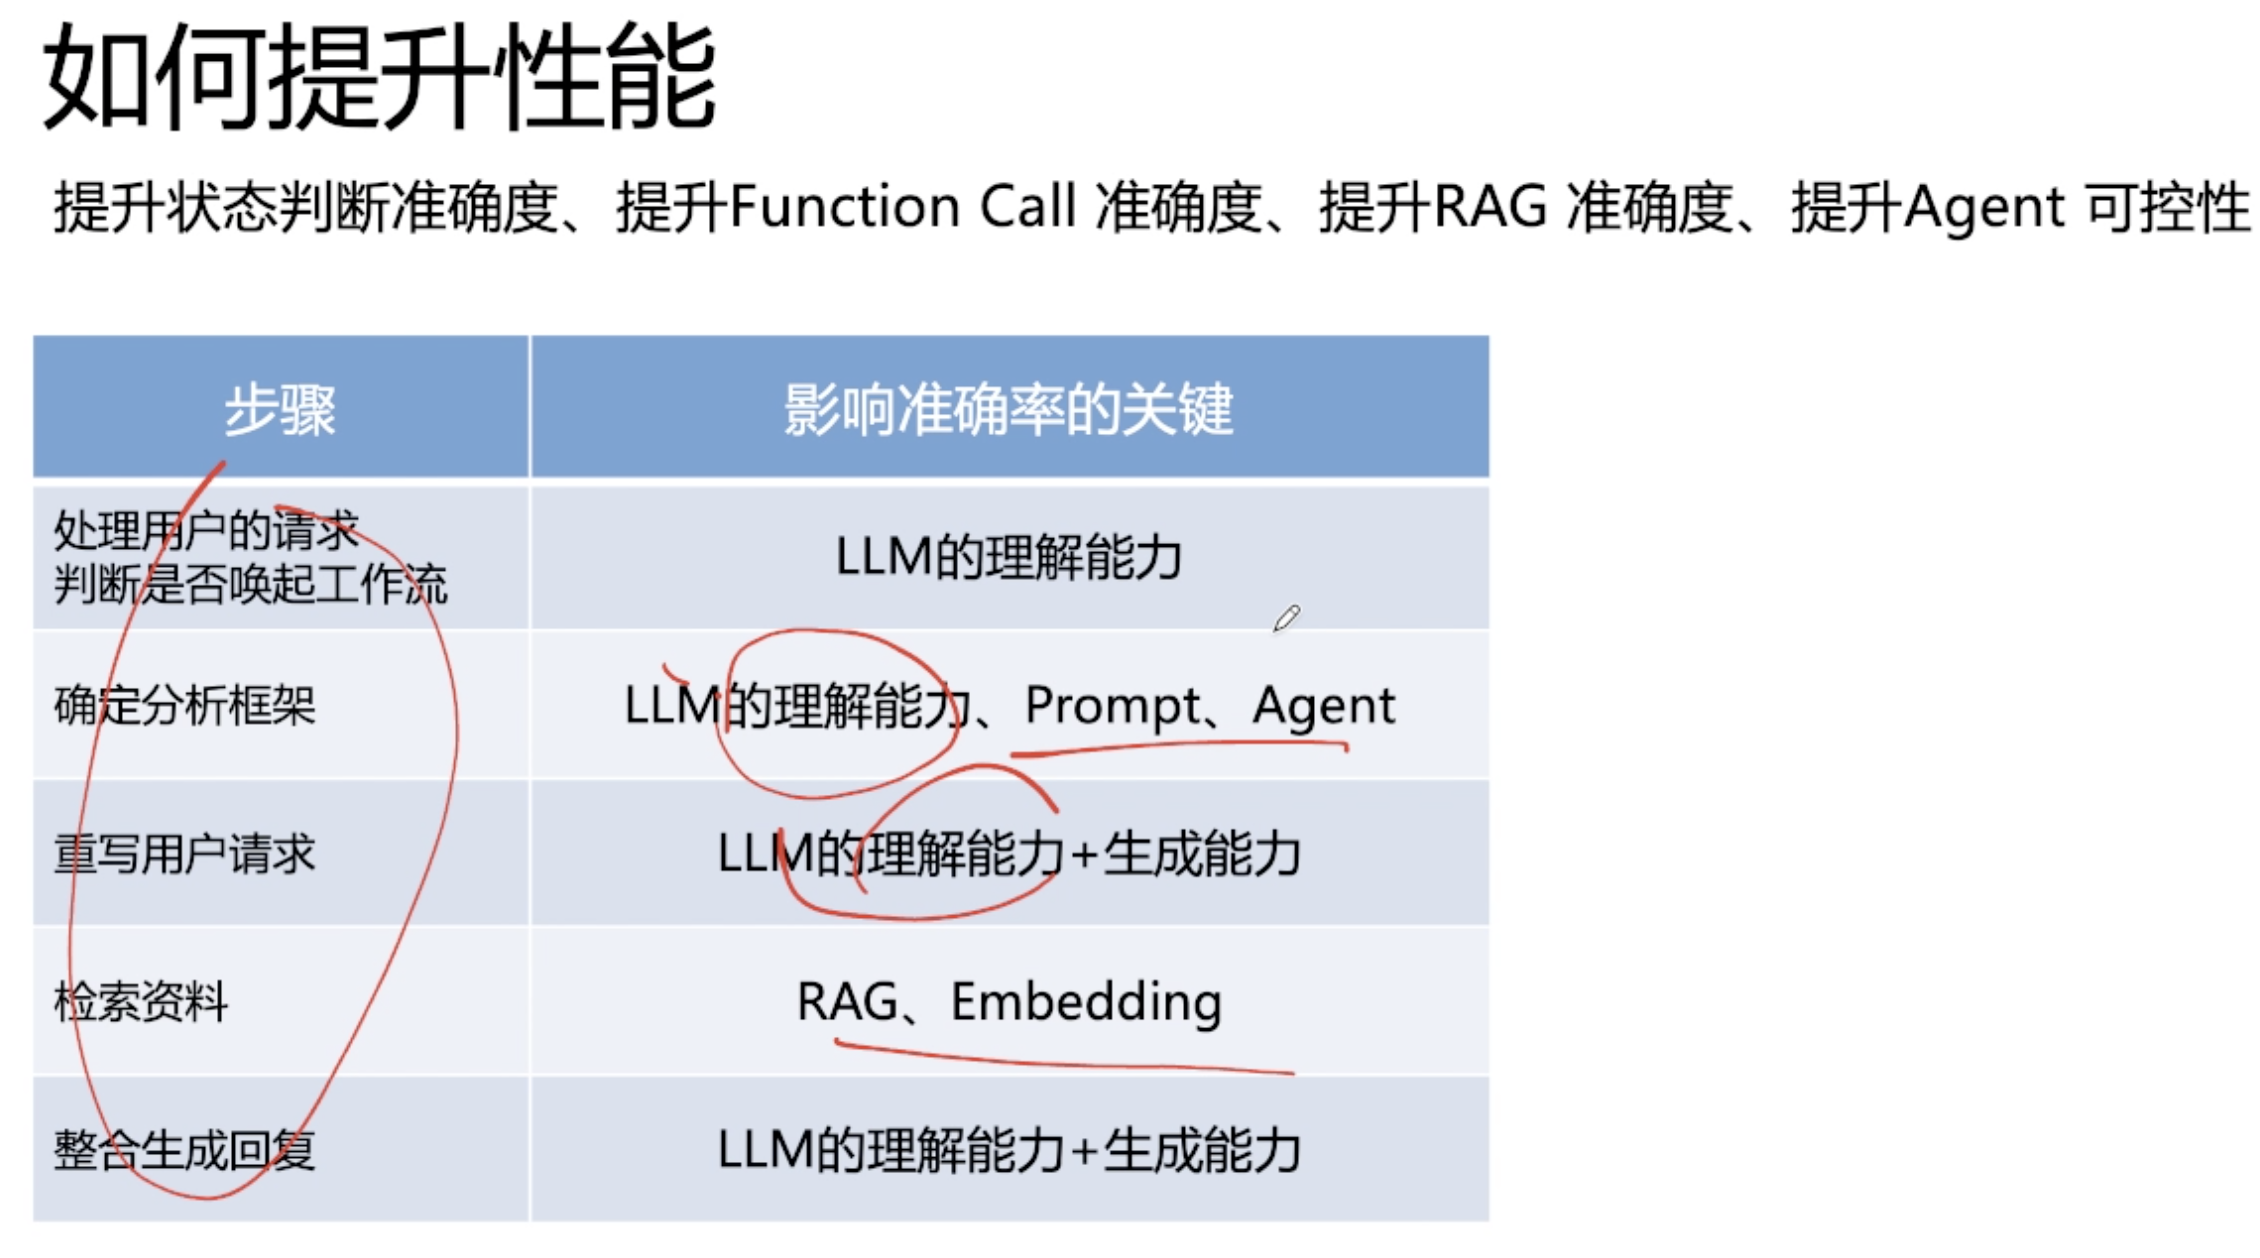 如何提升性能
提升状态判断准确度、提升Function Call 准确度、提升RAG 准确度、提升Agent 可控性
步骤
影响准确率的关键
处理用户的请求
判断是否唤起工作流
LLM的理解能力
确定分析框架
LLM的理解能力、Prompt、Agent
重写用户请求
LLM的理解能力+生成能力
检索资料
RAG、Embedding
整合生成回复
LLM的理解能力+生成能力